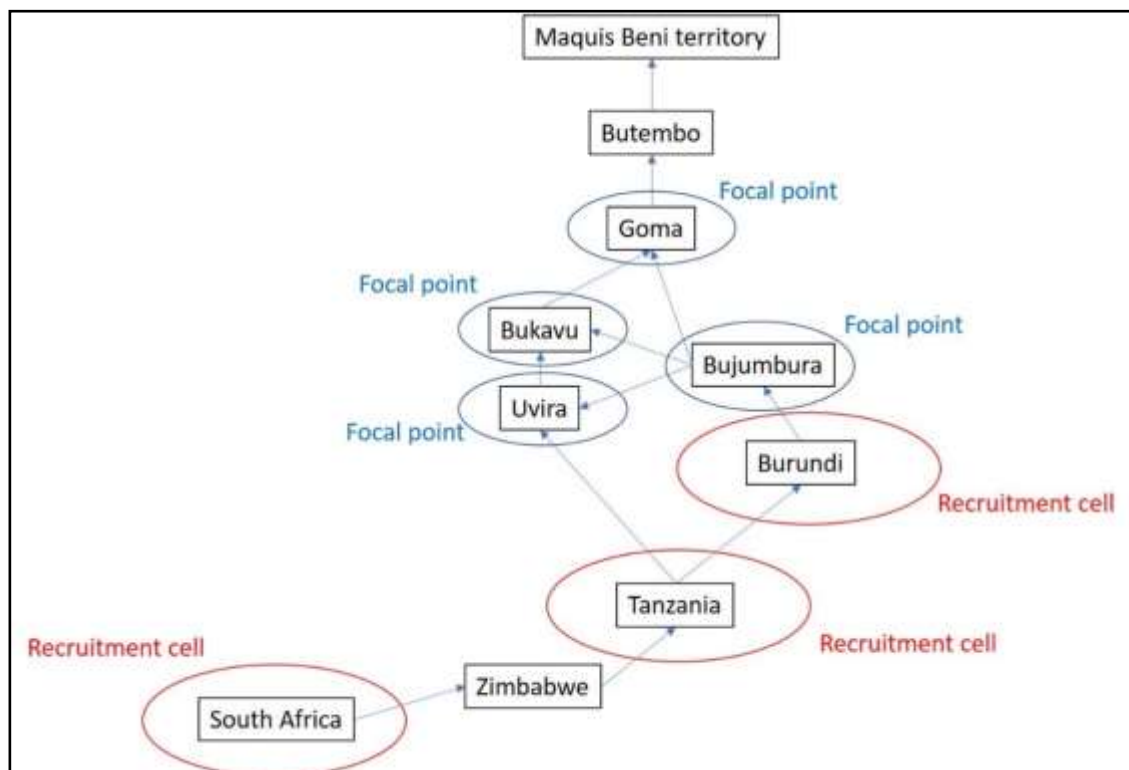 Maquis Beni territory
Butembo
Focal point
Goma
Focal point
Bukavu
Focal point
Bujumbura
Uvira
Focal point
Burundi
Recruitment cell
Tanzania
Recruitment cell
Recruitment cell
Zimbabwe
South Africa